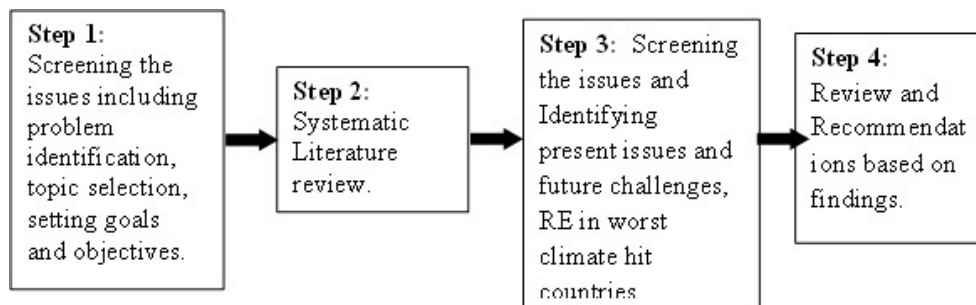 Step 1:
Screening the
issues including
problem
identification,
topic selection,
setting goals
and objectives.
Step 2:
Systematic
Literature
review.
Step 3: Screening
the issues and
Identifying
present issues and
future challenges,
RE in worst
climate hit
countries
Step 4:
Review and
Recommendat
ions based on
findings.